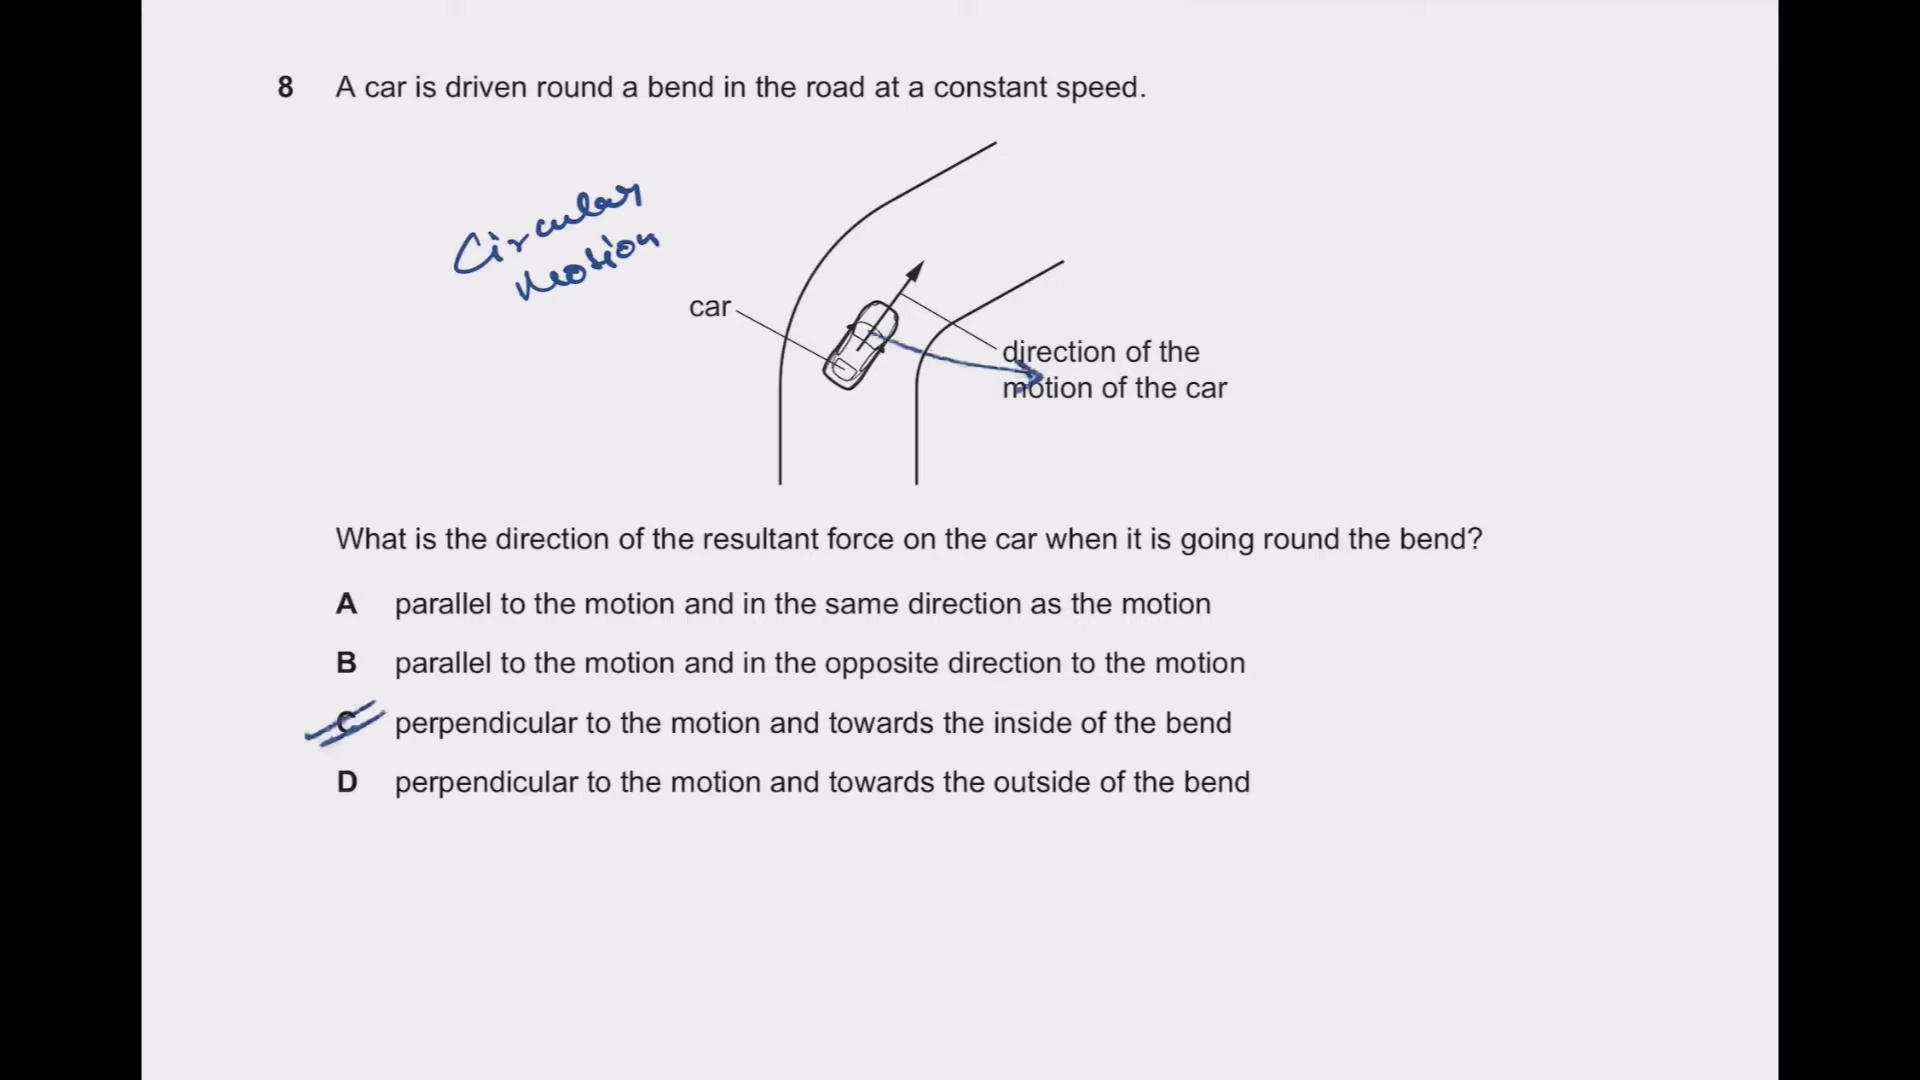 8 A car is driven round a bend in the road at a constant speed.
Circular
Motion
car
direction of the
motion of the car
What is the direction of the resultant force on the car when it is going round the bend?
A parallel to the motion and in the same direction as the motion
B parallel to the motion and in the opposite direction to the motion
C perpendicular to the motion and towards the inside of the bend
D perpendicular to the motion and towards the outside of the bend